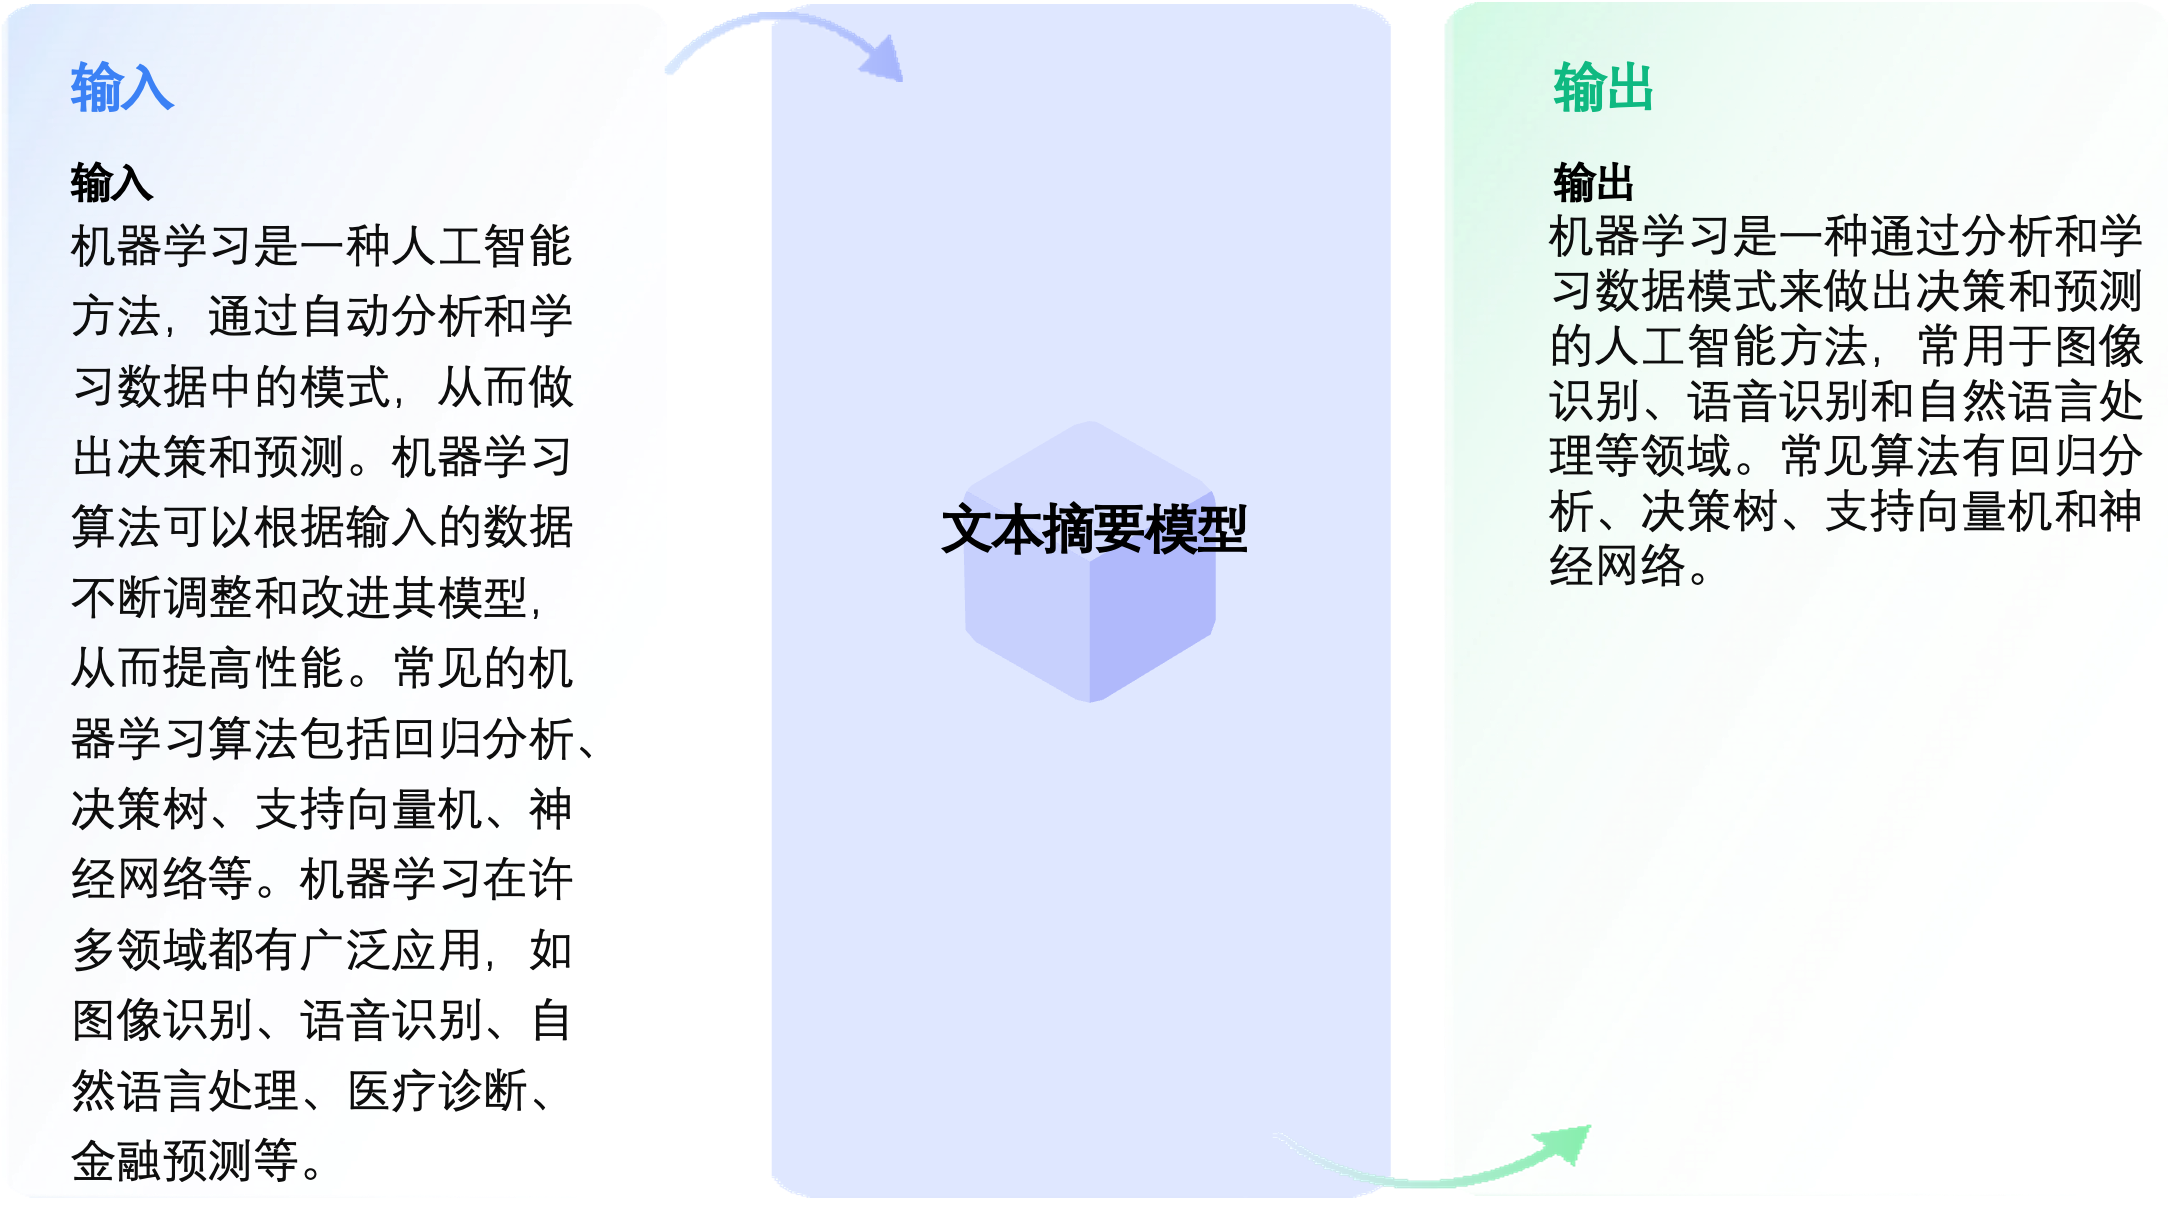 输入
输入
机器学习是一种人工智能
方法，通过自动分析和学
习数据中的模式，从而做
出决策和预测。机器学习
算法可以根据输入的数据
不断调整和改进其模型，
从而提高性能。常见的机
器学习算法包括回归分析、
决策树、支持向量机、神
经网络等。机器学习在许
多领域都有广泛应用，如
图像识别、语音识别、自
然语言处理、医疗诊断、
金融预测等。
文本摘要模型
输出
输出
机器学习是一种通过分析和学
习数据模式来做出决策和预测
的人工智能方法，常用于图像
识别、语音识别和自然语言处
理等领域。常见算法有回归分
析、决策树、支持向量机和神
经网络。